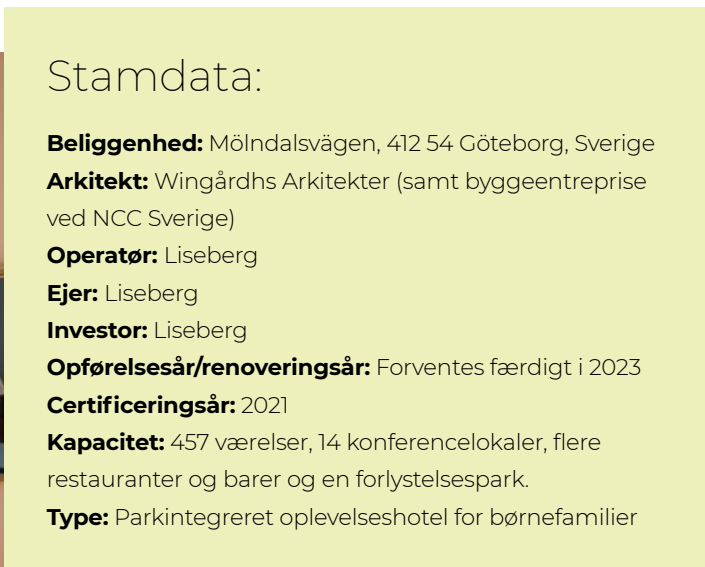 Stamdata:
Beliggenhed: Mölndalsvägen, 412 54 Göteborg, Sverige
Arkitekt: Wingårdhs Arkitekter (samt byggeentreprise
ved NCC Sverige)
Operatør: Liseberg
Ejer: Liseberg
Investor: Liseberg
Opførelsesår/renoveringsår: Forventes færdigt i 2023
Certificeringsår: 2021
Kapacitet: 457 værelser, 14 konferencelokaler, flere
restauranter og barer og en forlystelsespark.
Type: Parkintegreret oplevelseshotel for børnefamilier